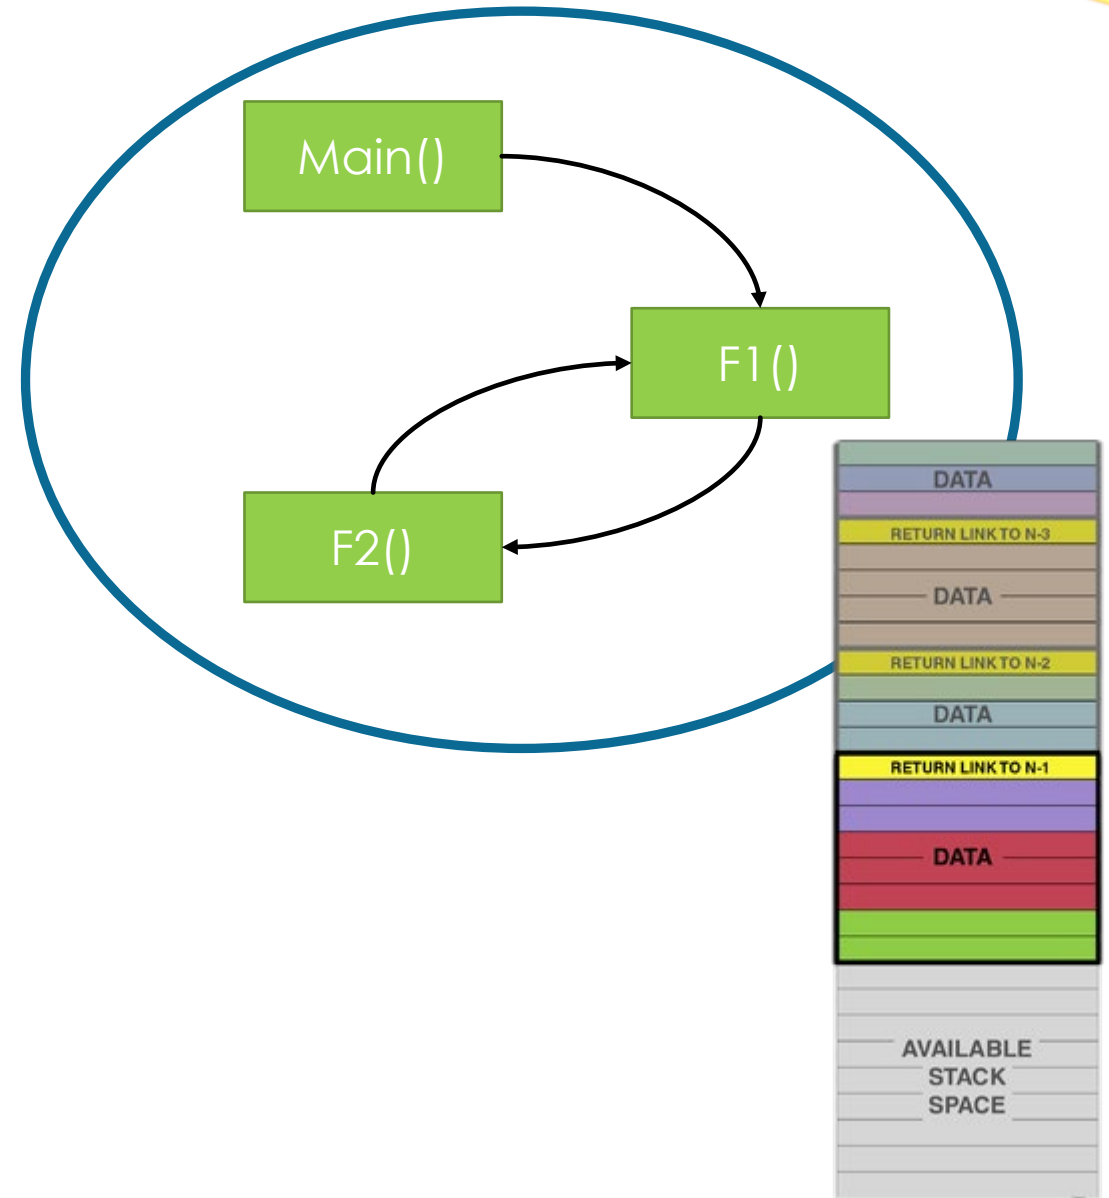 Main()
F1()
F2()
DATA
RETURN LINK TO N-3
DATA
RETURN LINK TO N-2
DATA
RETURN LINK TO N-1
DATA
AVAILABLE
STACK
SPACE